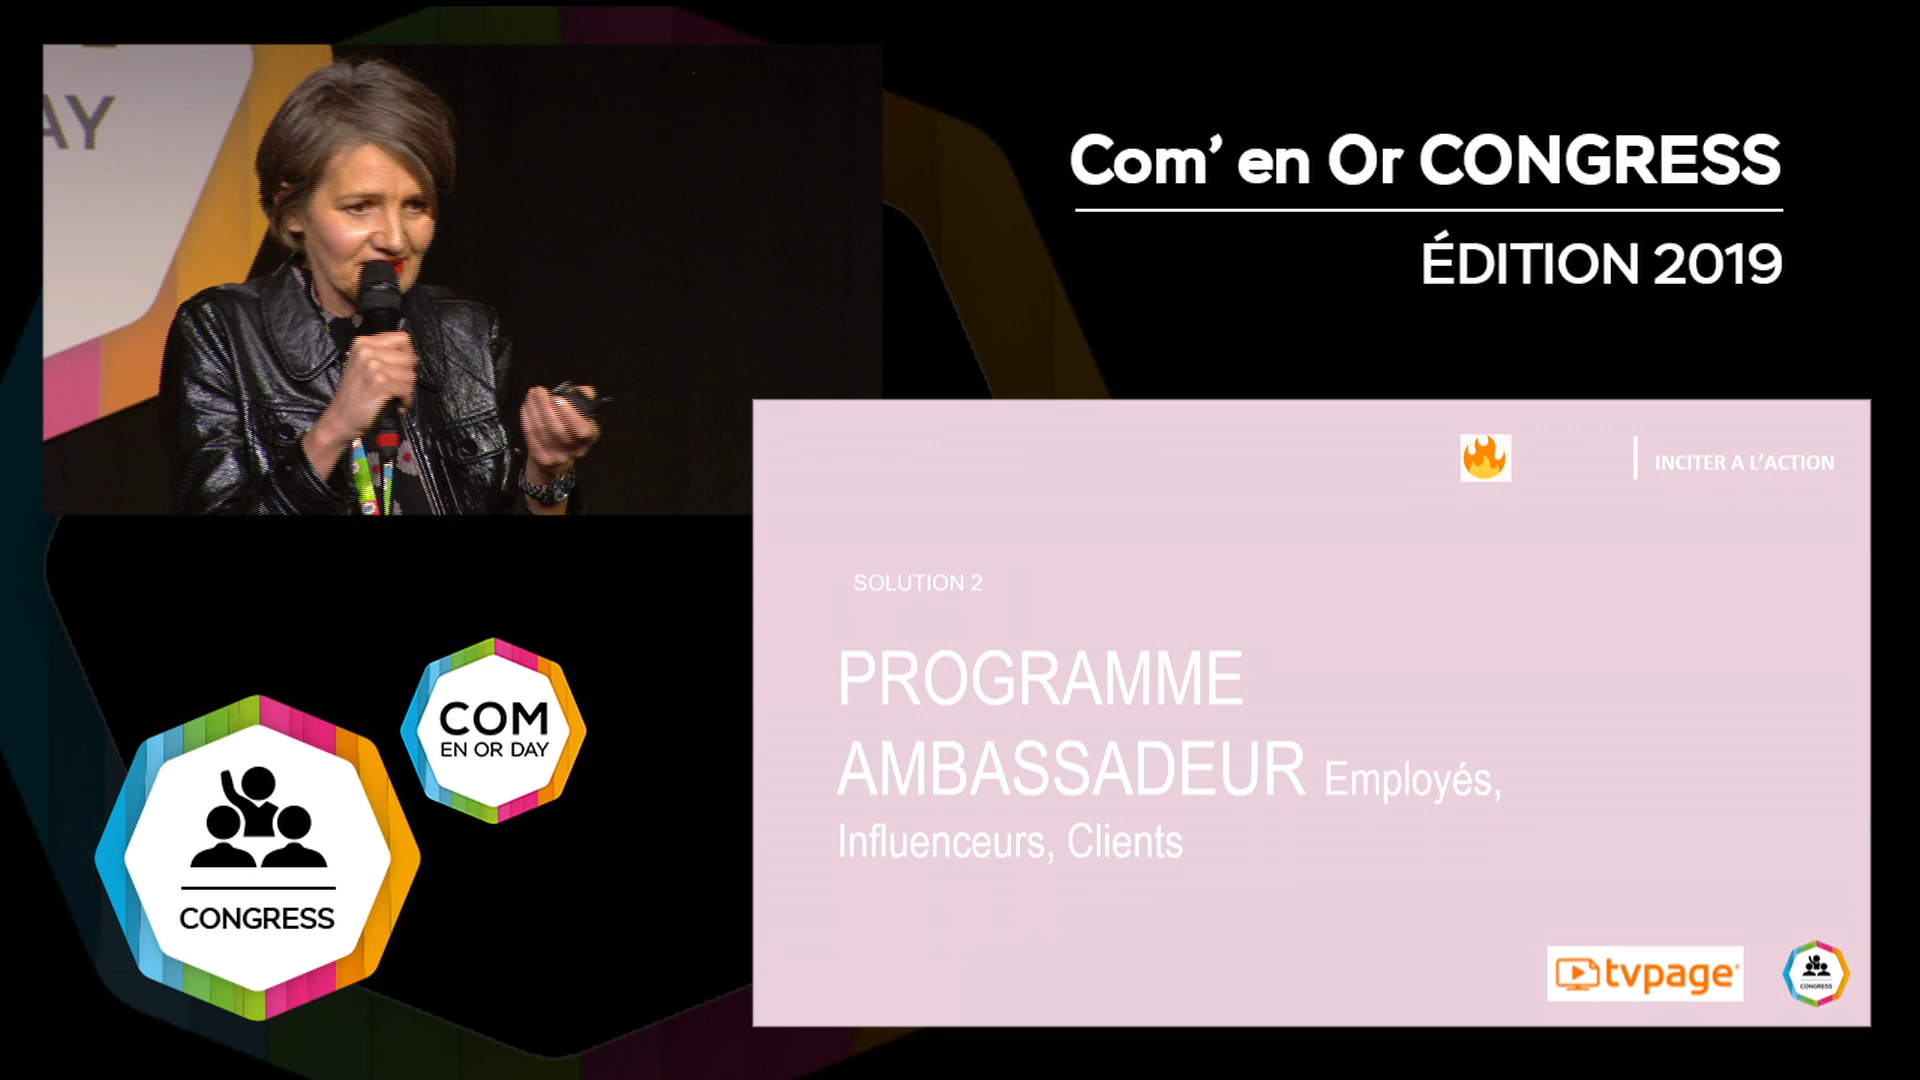 AY
Com’ en Or CONGRESS
ÉDITION 2019
INCITER A L’ACTION
SOLUTION 2
PROGRAMME
AMBASSADEUR Employés,
Influenceurs, Clients
COM
EN OR DAY
CONGRESS
tvpage
CONGRESS